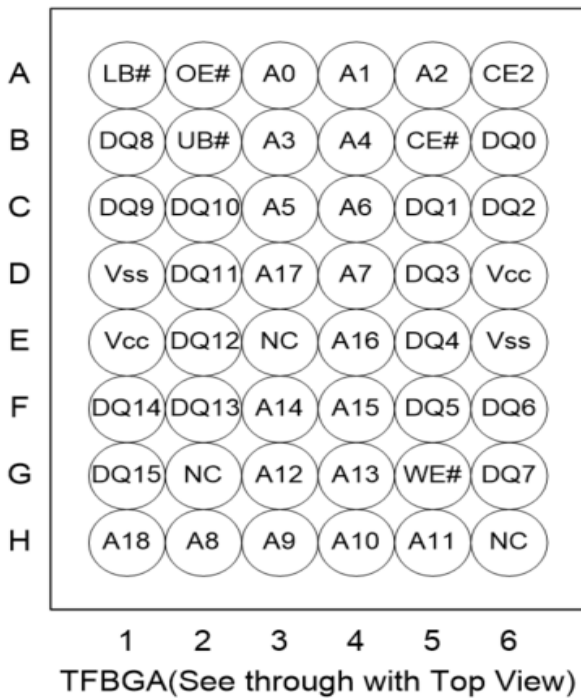 A LB# OE# A0 A1 A2 CE2
B DQ8 UB# A3 A4 CE# DQ0
C DQ9 DQ10 A5 A6 DQ1 DQ2
D Vss DQ11 A17 A7 DQ3 Vcc
E Vcc DQ12 NC A16 DQ4 Vss
F DQ14 DQ13 A14 A15 DQ5 DQ6
G DQ15 NC A12 A13 WE# DQ7
H A18 A8 A9 A10 A11 NC
1 2 3 4 5 6
TFBGA(See through with Top View)